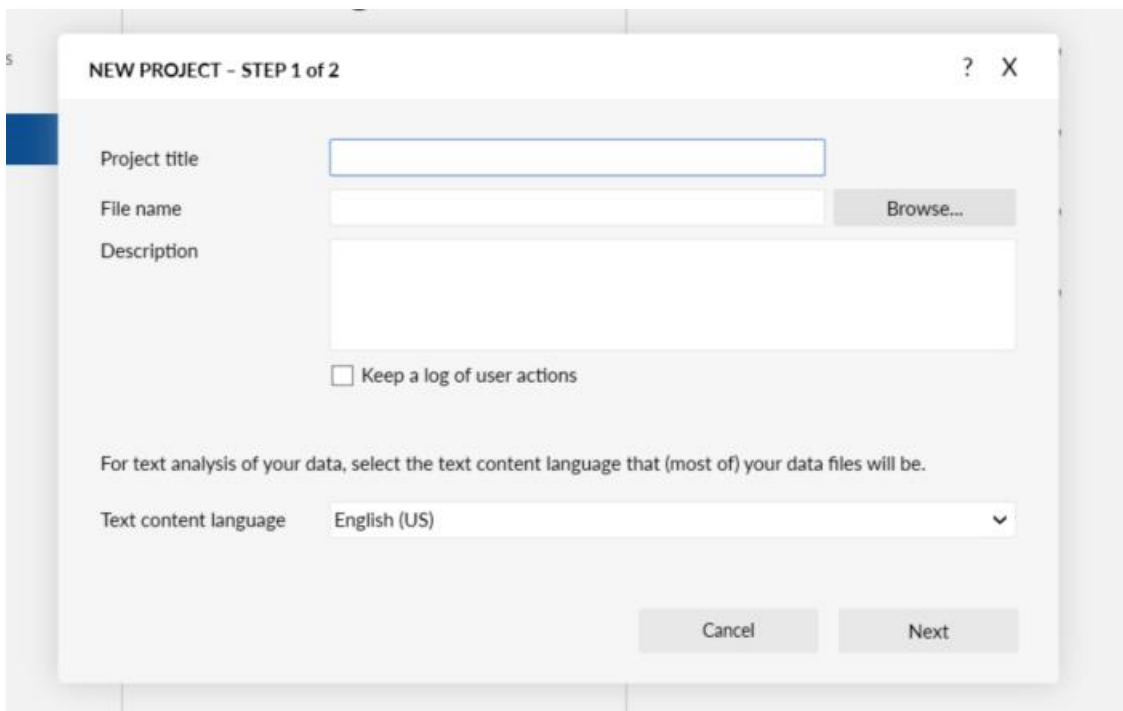 NEW PROJECT – STEP 1 of 2
? X
Project title
File name
Browse...
Description
Keep a log of user actions
For text analysis of your data, select the text content language that (most of) your data files will be.
Text content language
English (US)
Cancel
Next